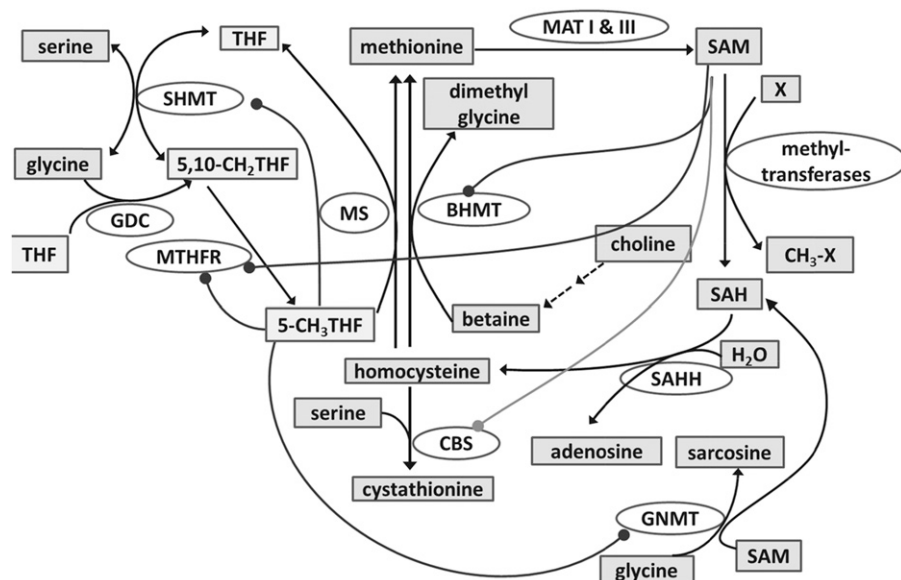 serine
THF
methionine
MAT I & III
SAM
SHMT
dimethyl
glycine
X
glycine
5,10-CH₂THF
methyl-
transferases
GDC
MS
BHMT
THF
MTHFR
choline
CH₃-X
5-CH₃THF
betaine
SAH
homocysteine
H₂O
SAHH
serine
CBS
adenosine
sarcosine
cystathionine
GNMT
glycine
SAM